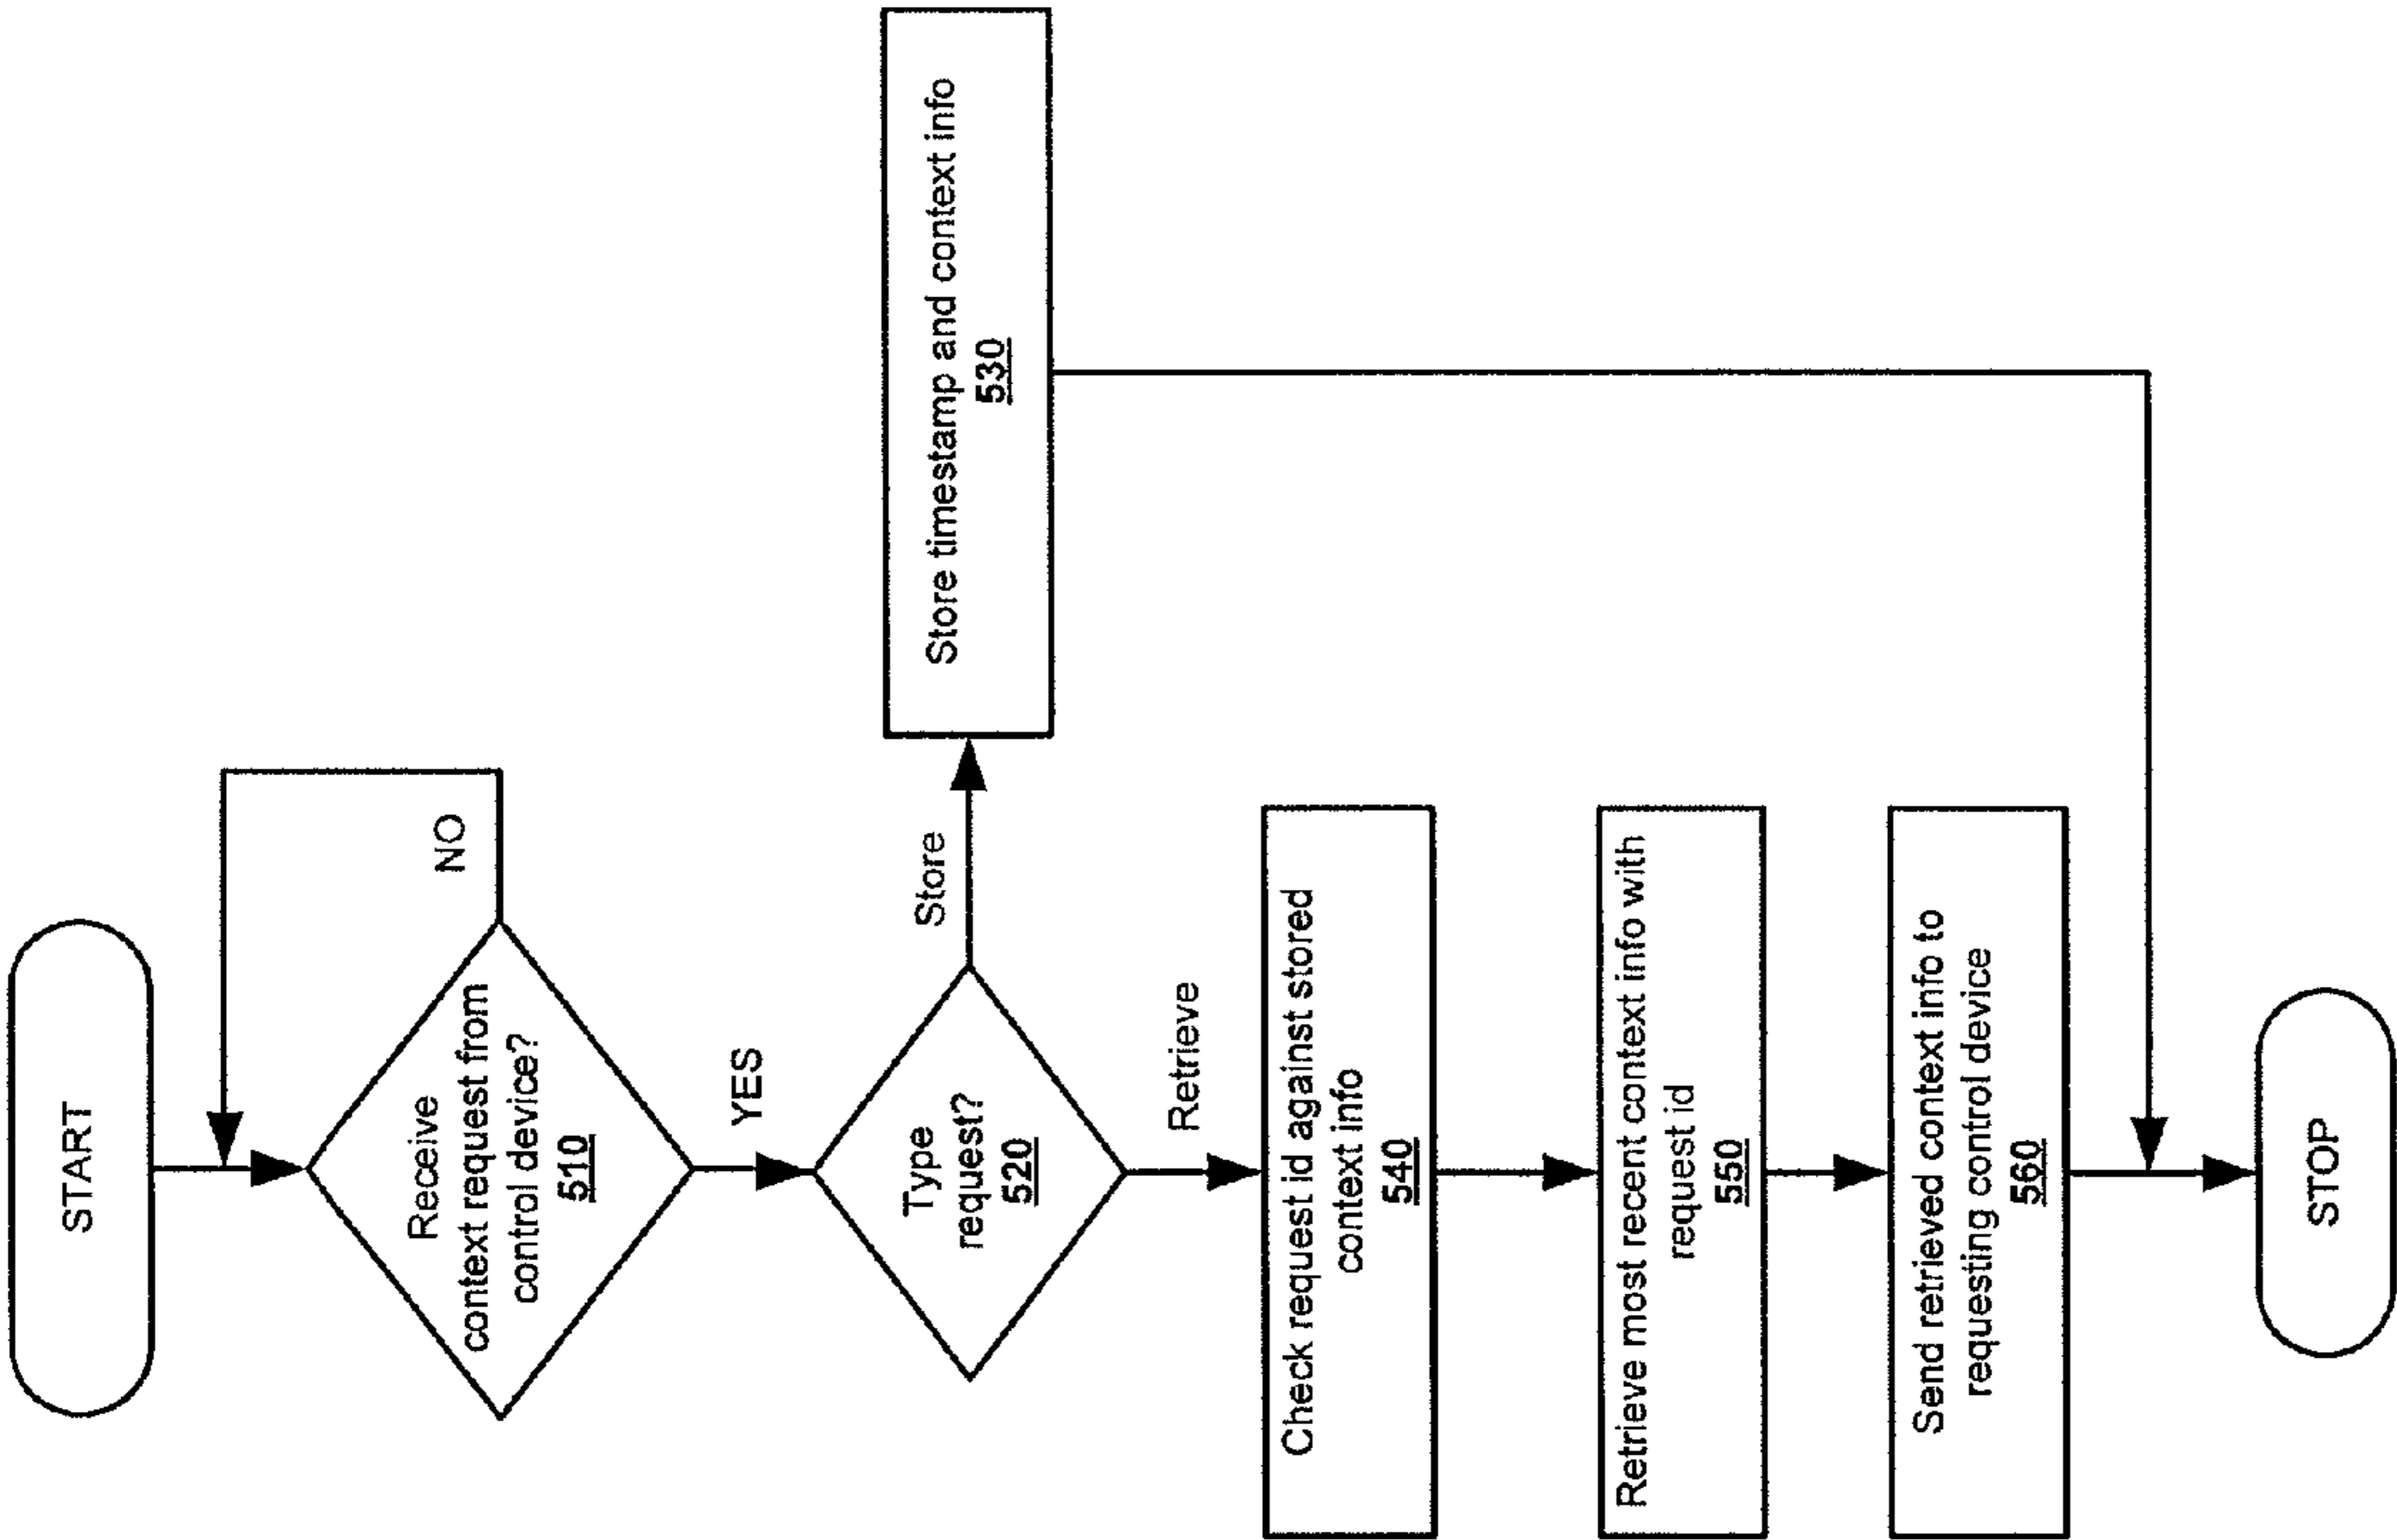 START
Receive
context request from
control device?
510
NO
YES
Type
request?
520
Store
Store timestamp and context info
530
Retrieve
Check request id against stored
context info
540
Retrieve most recent context info with
request id
550
Send retrieved context info to
requesting control device
560
STOP